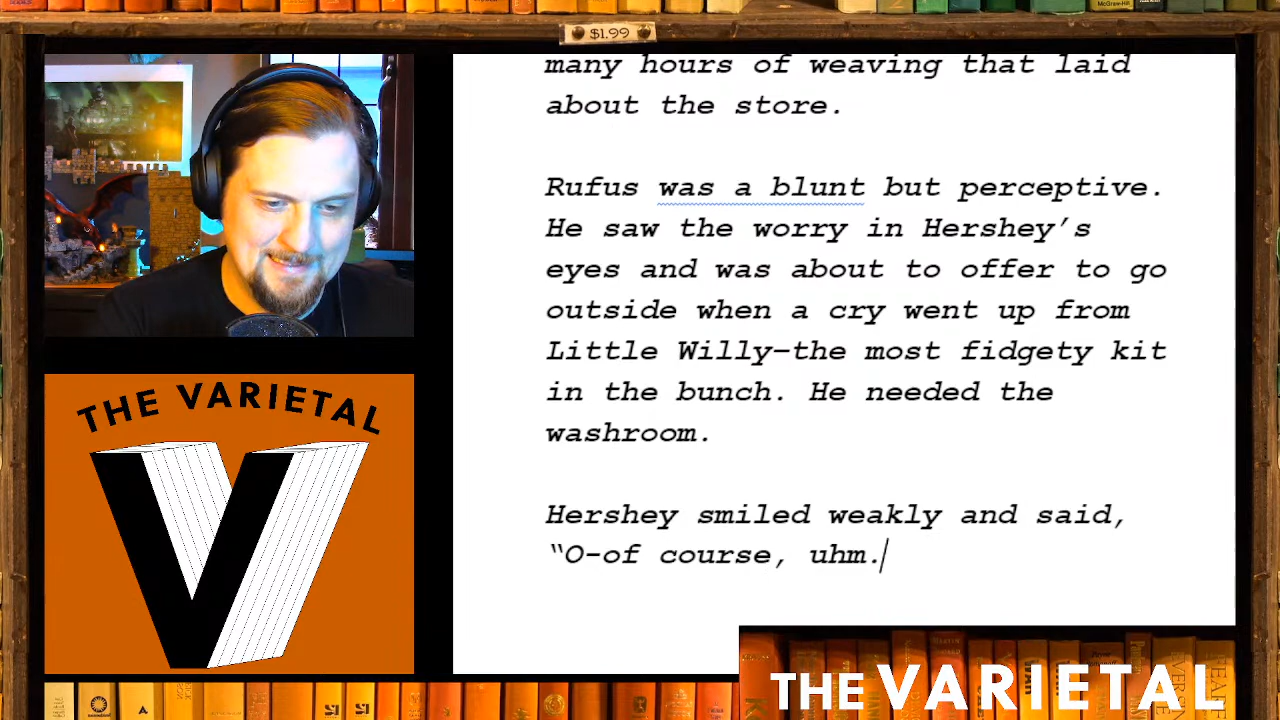 $1.99
McGraw-Hill
many hours of weaving that laid
about the store.
Rufus was a blunt but perceptive.
He saw the worry in Hershey’s
eyes and was about to offer to go
outside when a cry went up from
Little Willy—the most fidgety kit
in the bunch. He needed the
washroom.
Hershey smiled weakly and said,
“O-of course, uhm.
THE VARIETAL
V
THE VARIETAL